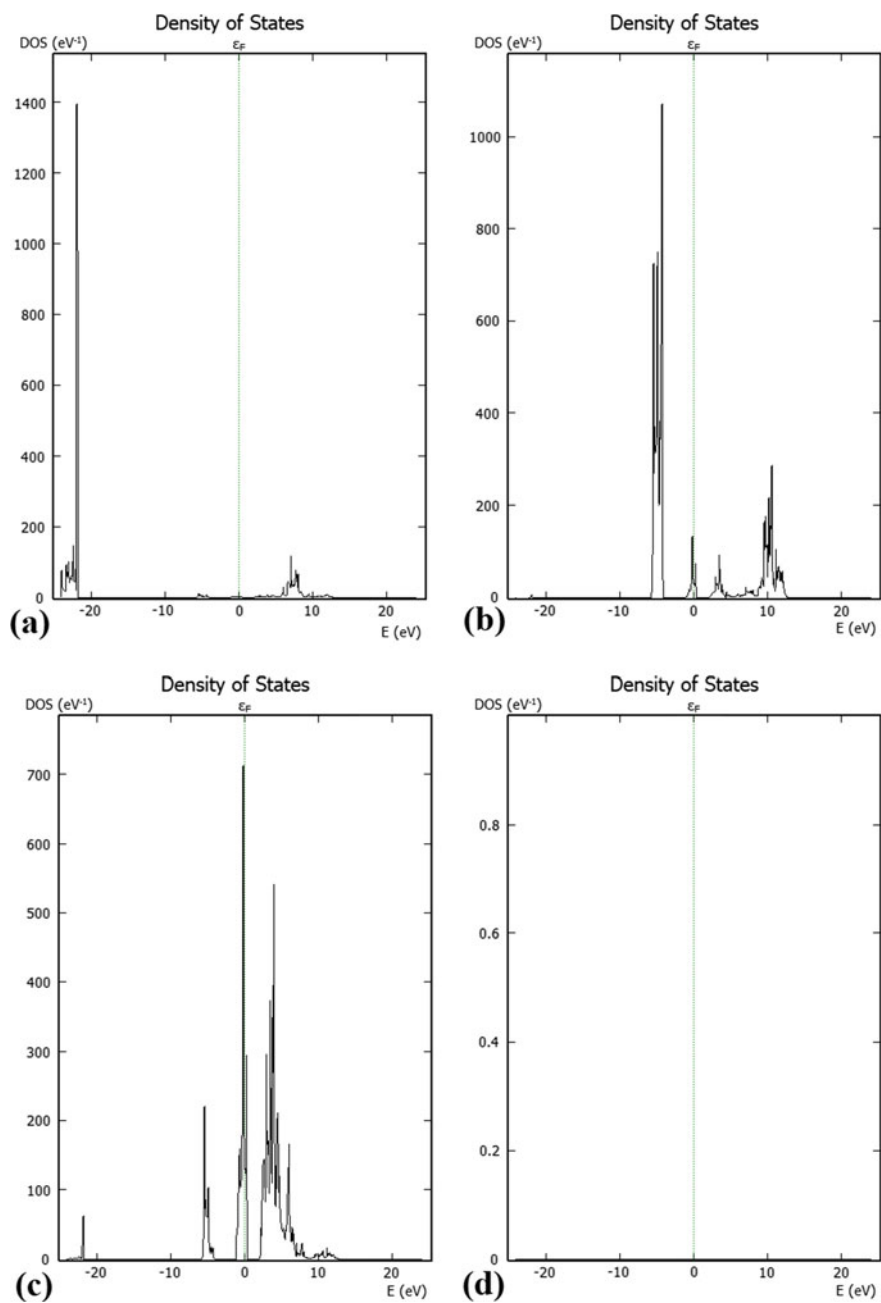 Density of States
DOS (eV⁻¹)
εF
1400
1200
1000
800
600
400
200
0
-20
-10
0
10
20
E (eV)
(a)
Density of States
DOS (eV⁻¹)
εF
1000
800
600
400
200
0
-20
-10
0
10
20
E (eV)
(b)
Density of States
DOS (eV⁻¹)
εF
700
600
500
400
300
200
100
0
-20
-10
0
10
20
E (eV)
(c)
Density of States
DOS (eV⁻¹)
εF
0.8
0.6
0.4
0.2
0
-20
-10
0
10
20
E (eV)
(d)